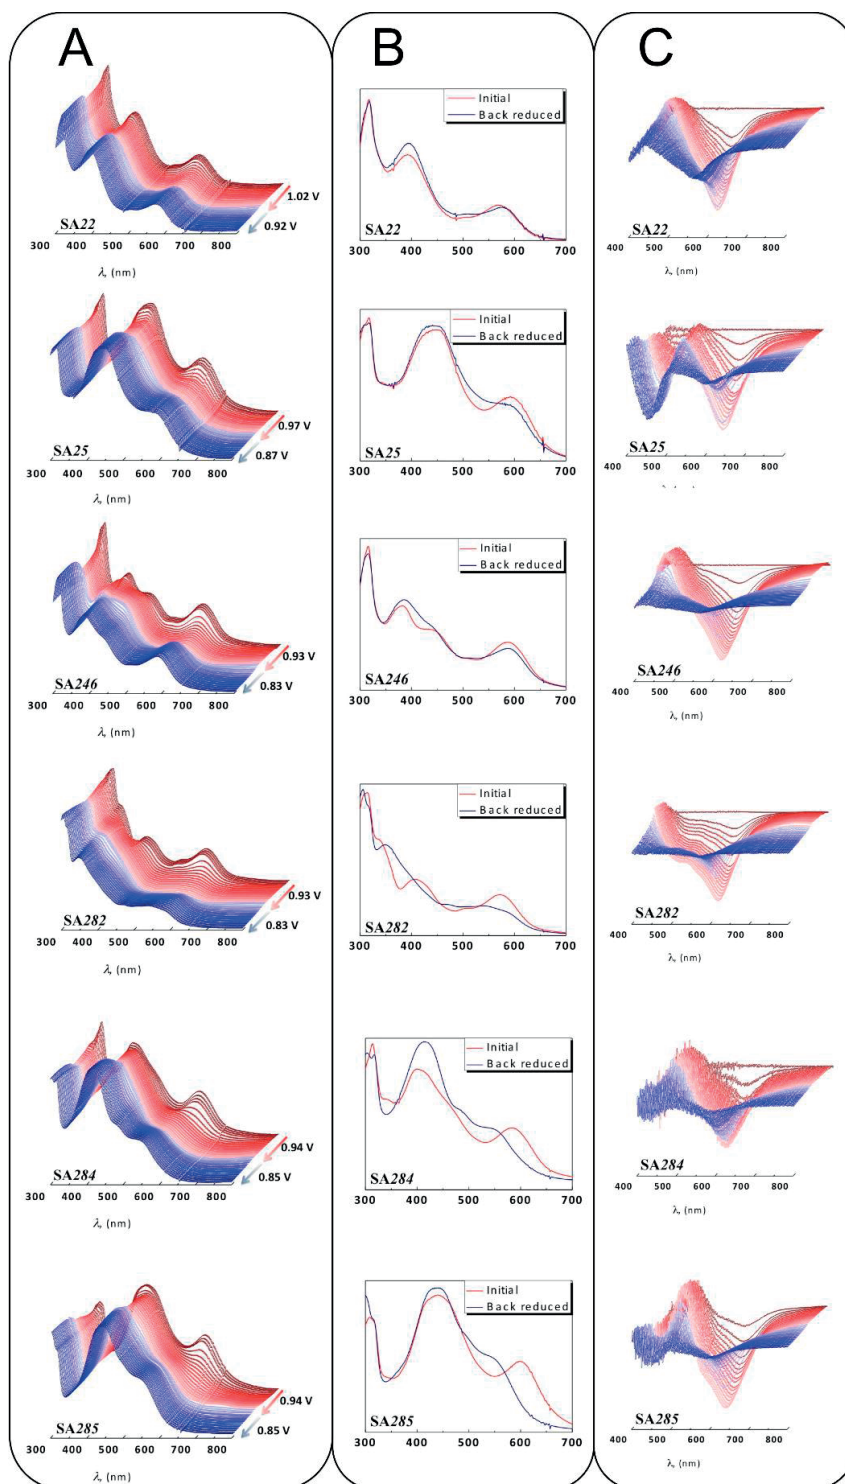 A
SA22
1.02 V
0.92 V
300 400 500 600 700 800
λ, (nm)
SA25
0.97 V
0.87 V
300 400 500 600 700 800
λ, (nm)
SA246
0.93 V
0.83 V
300 400 500 600 700 800
λ, (nm)
SA282
0.93 V
0.83 V
300 400 500 600 700 800
λ, (nm)
SA284
0.94 V
0.85 V
300 400 500 600 700 800
λ, (nm)
SA285
0.94 V
0.85 V
300 400 500 600 700 800
λ, (nm)
B
Initial
Back reduced
SA22
300 400 500 600 700
Initial
Back reduced
SA25
300 400 500 600 700
Initial
Back reduced
SA246
300 400 500 600 700
Initial
Back reduced
SA282
300 400 500 600 700
Initial
Back reduced
SA284
300 400 500 600 700
Initial
Back reduced
SA285
300 400 500 600 700
C
SA22
400 500 600 700 800
λ, (nm)
SA25
400 500 600 700 800
SA246
400 500 600 700 800
λ, (nm)
SA282
400 500 600 700 800
λ, (nm)
SA284
400 500 600 700 800
λ, (nm)
SA285
400 500 600 700 800
λ, (nm)